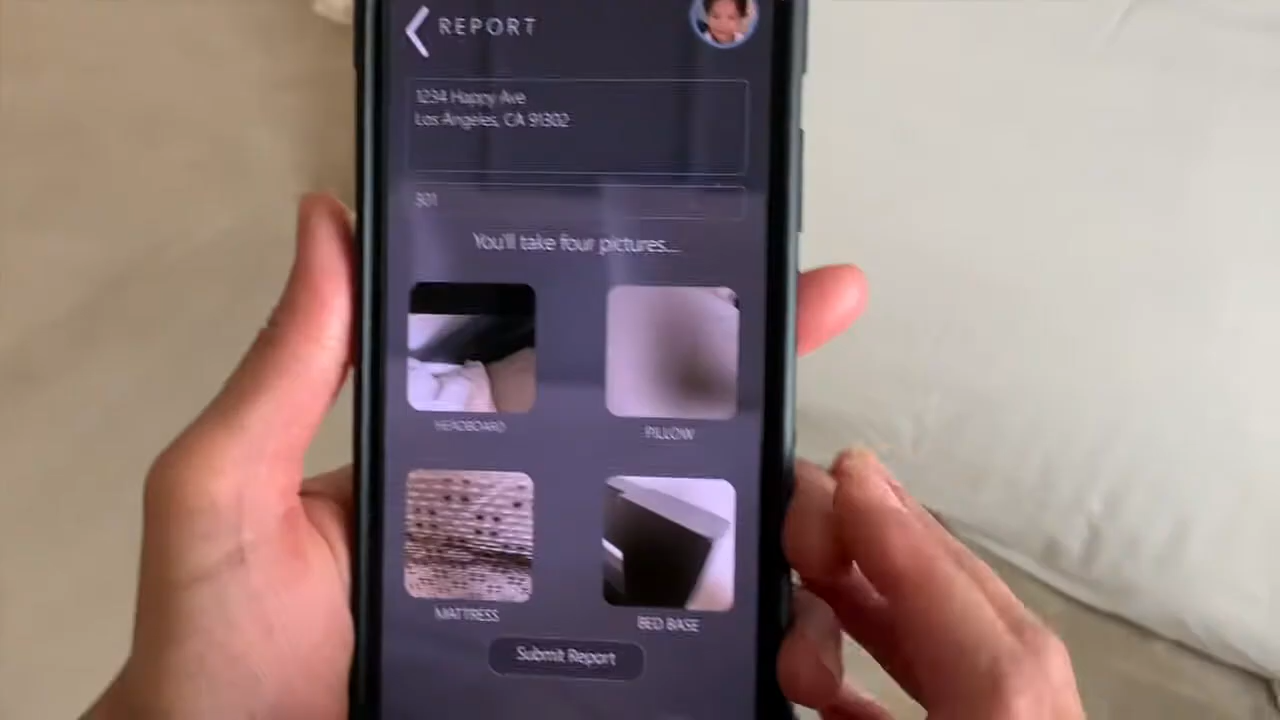 REPORT
1234 Happy Ave
Los Angeles, CA 91302
301
You'll take four pictures...
HEADBOARD
PILLOW
MATTRESS
BED BASE
Submit Report